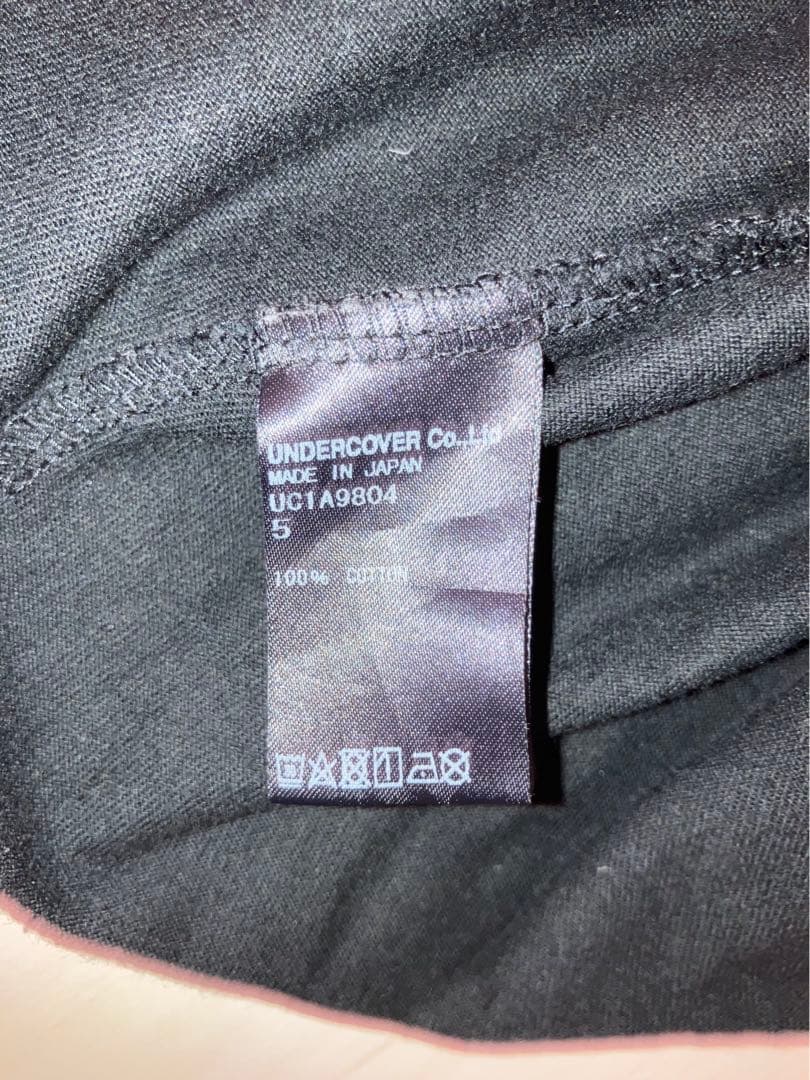 UNDERCOVER Co.,Ltd
MADE IN JAPAN
UC1A9804
5
100% COTTON